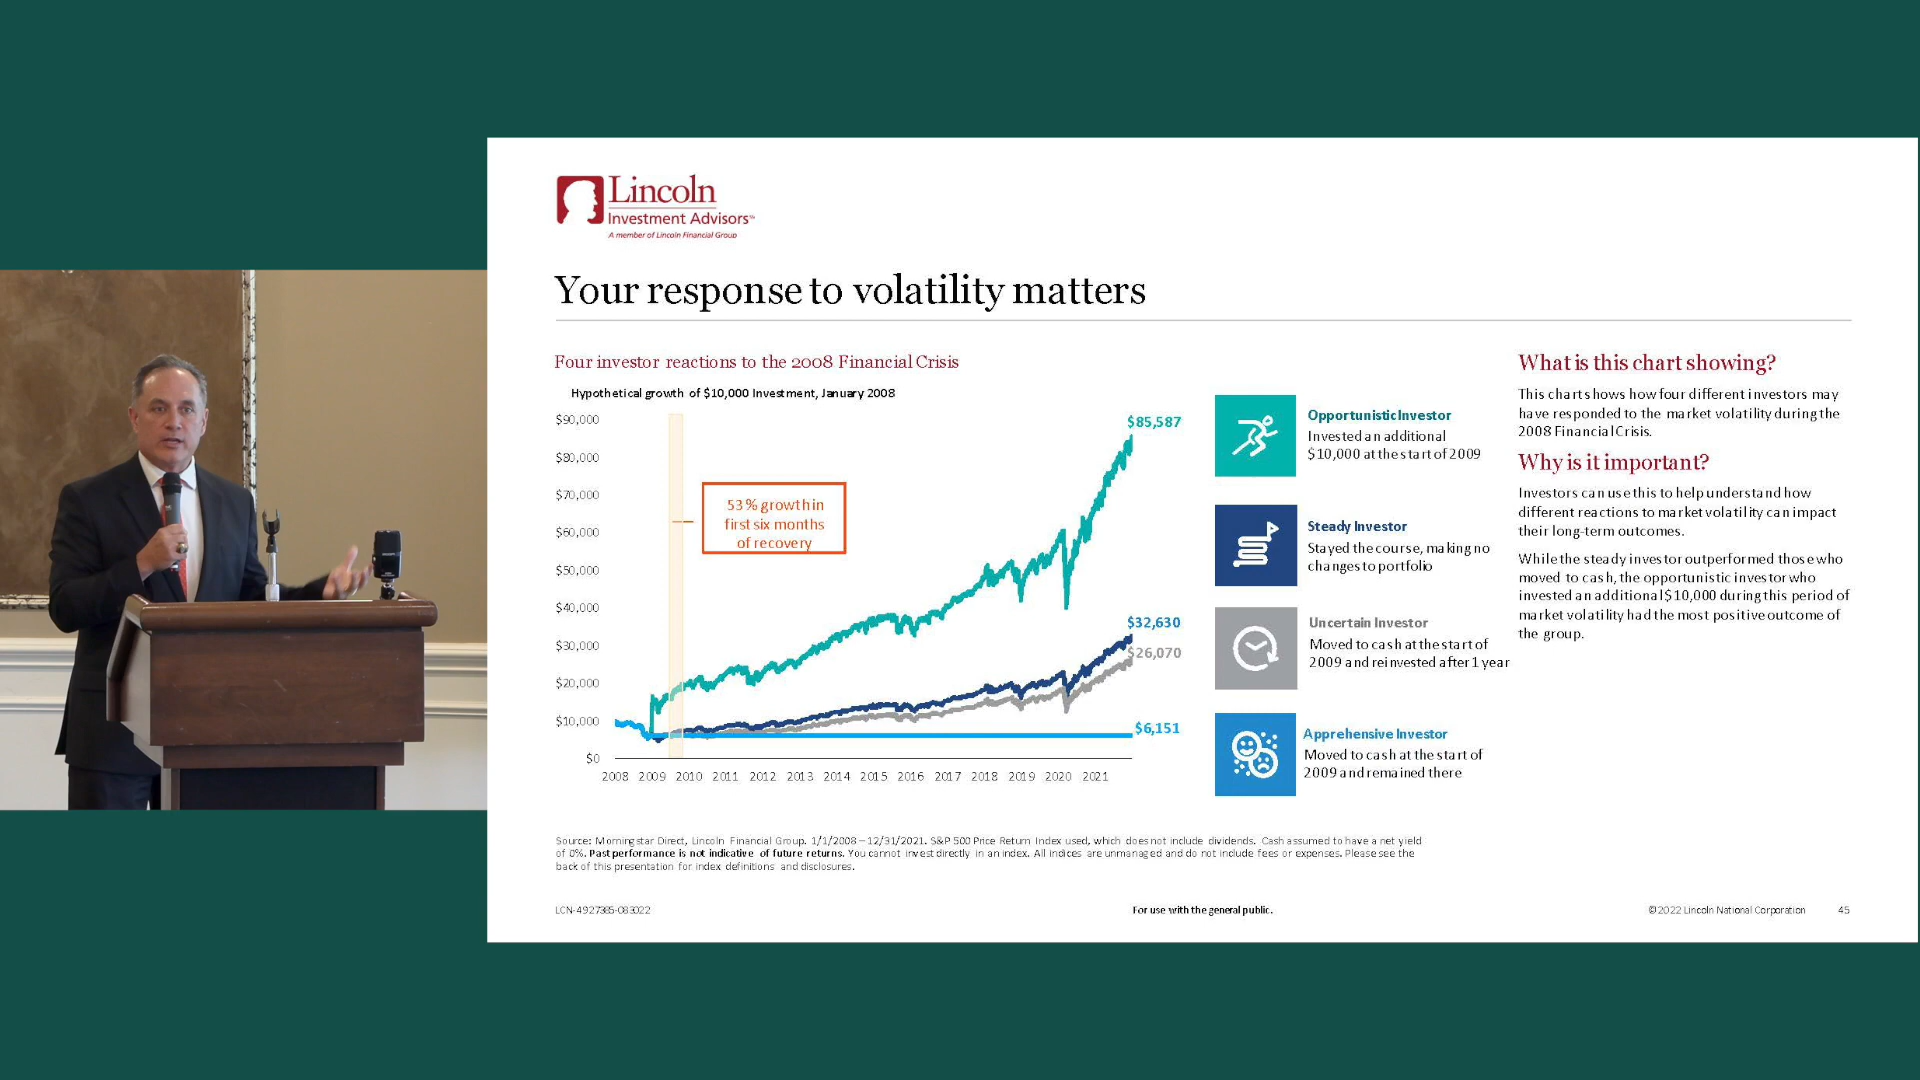 Lincoln
Investment Advisors℠
A member of Lincoln Financial Group
Your response to volatility matters
Four investor reactions to the 2008 Financial Crisis
Hypothetical growth of $10,000 Investment, January 2008
$90,000
$80,000
$70,000
$60,000
$50,000
$40,000
$30,000
$20,000
$10,000
$0
2008 2009 2010 2011 2012 2013 2014 2015 2016 2017 2018 2019 2020 2021
53% growth in
first six months
of recovery
$85,587
$32,630
$26,070
$6,151
Opportunistic Investor
Invested an additional
$10,000 at the start of 2009
Steady Investor
Stayed the course, making no
changes to portfolio
Uncertain Investor
Moved to cash at the start of
2009 and reinvested after 1 year
Apprehensive Investor
Moved to cash at the start of
2009 and remained there
What is this chart showing?
This charts hows how four different investors may
have responded to the market volatility during the
2008 Financial Crisis.
Why is it important?
Investors can use this to help understand how
different reactions to market volatility can impact
their long-term outcomes.
While the steady investor outperformed those who
moved to cash, the opportunistic investor who
invested an additional $10,000 during this period of
market volatility had the most positive outcome of
the group.
Source: Morningstar Direct, Lincoln Financial Group. 1/1/2008 – 12/31/2021. S&P 500 Price Return Index used, which does not include dividends. Cash assumed to have a net yield
of 0%. Past performance is not indicative of future returns. You cannot invest directly in an index. All indices are unmanaged and do not include fees or expenses. Please see the
back of this presentation for index definitions and disclosures.
LCN-4927385-083022
For use with the general public.
© 2022 Lincoln National Corporation
45